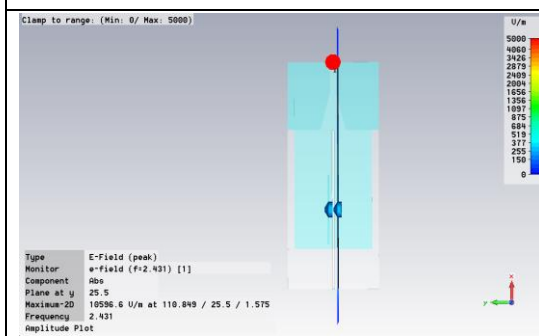 Clamp to range: (Min: 0/ Max: 5000)
V/m
5000
4060
3426
2879
2409
2004
1656
1356
1097
875
684
519
377
255
150
0
Type E-Field (peak)
Monitor e-field (f=2.431) [1]
Component Abs
Plane at y 25.5
Maximum-2D 10596.6 V/m at 110.849 / 25.5 / 1.575
Frequency 2.431
Amplitude Plot
x
y